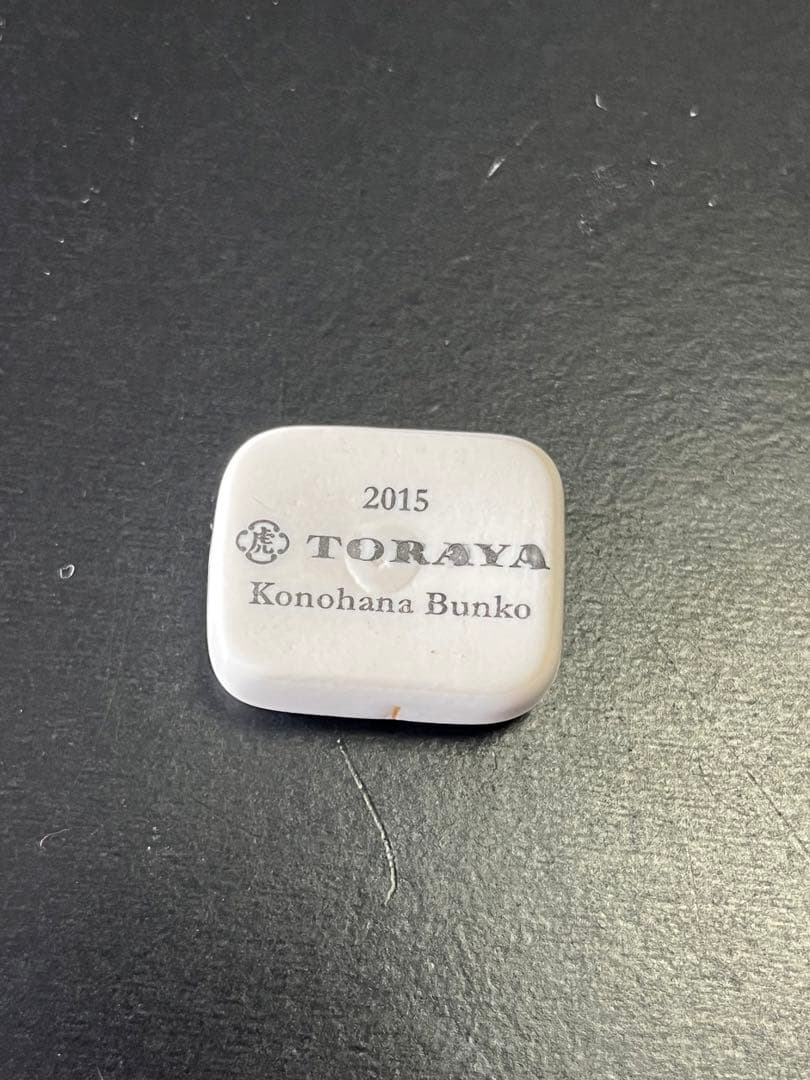 2015
虎 TORAYA
Konohana Bunko